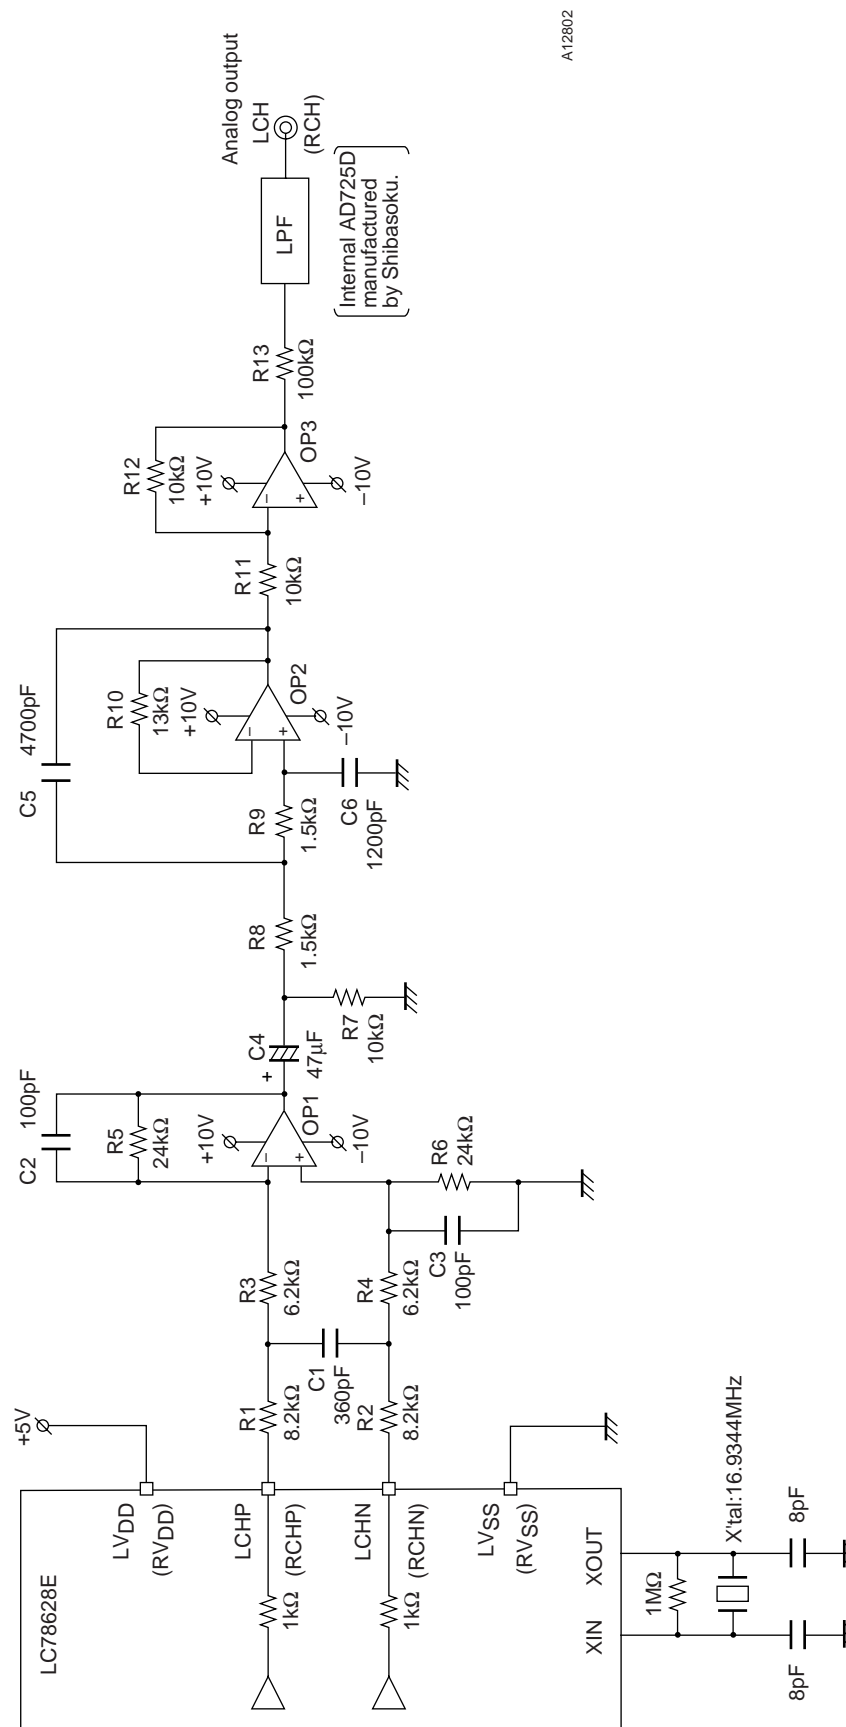 LC78628E
LVDD
(RVDD)
+5V
LCHP
(RCHP)
1kΩ
LCHN
(RCHN)
1kΩ
LVSS
(RVSS)
XIN
XOUT
1MΩ
X'tal:16.9344MHz
8pF
8pF
R1
8.2kΩ
C1
360pF
R2
8.2kΩ
R3
6.2kΩ
R4
6.2kΩ
C3
100pF
R6
24kΩ
C2
100pF
R5
24kΩ
+10V
–
+
OP1
–10V
+
C4
47µF
R7
10kΩ
R8
1.5kΩ
R9
1.5kΩ
C5
4700pF
C6
1200pF
R10
13kΩ
+10V
–
+
OP2
–10V
R11
10kΩ
R12
10kΩ
+10V
–
+
OP3
–10V
R13
100kΩ
LPF
Internal AD725D
manufactured
by Shibasoku.
Analog output
LCH
(RCH)
A12802